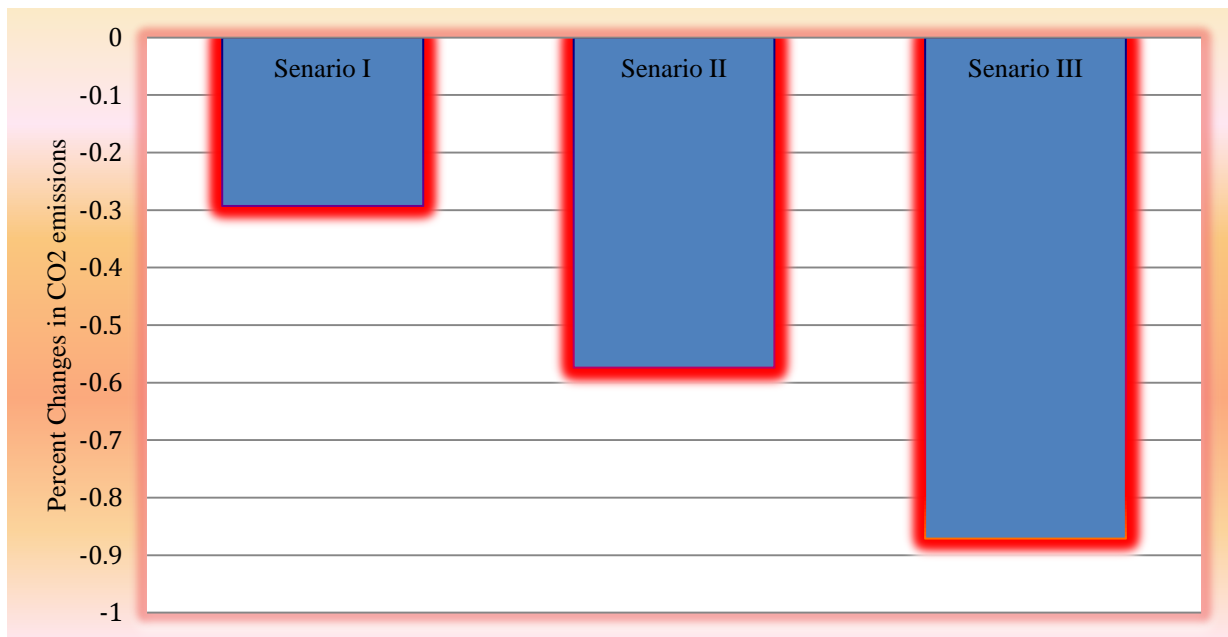 0
-0.1
-0.2
-0.3
-0.4
-0.5
-0.6
-0.7
-0.8
-0.9
-1
Percent Changes in CO2 emissions
Senario I
Senario II
Senario III